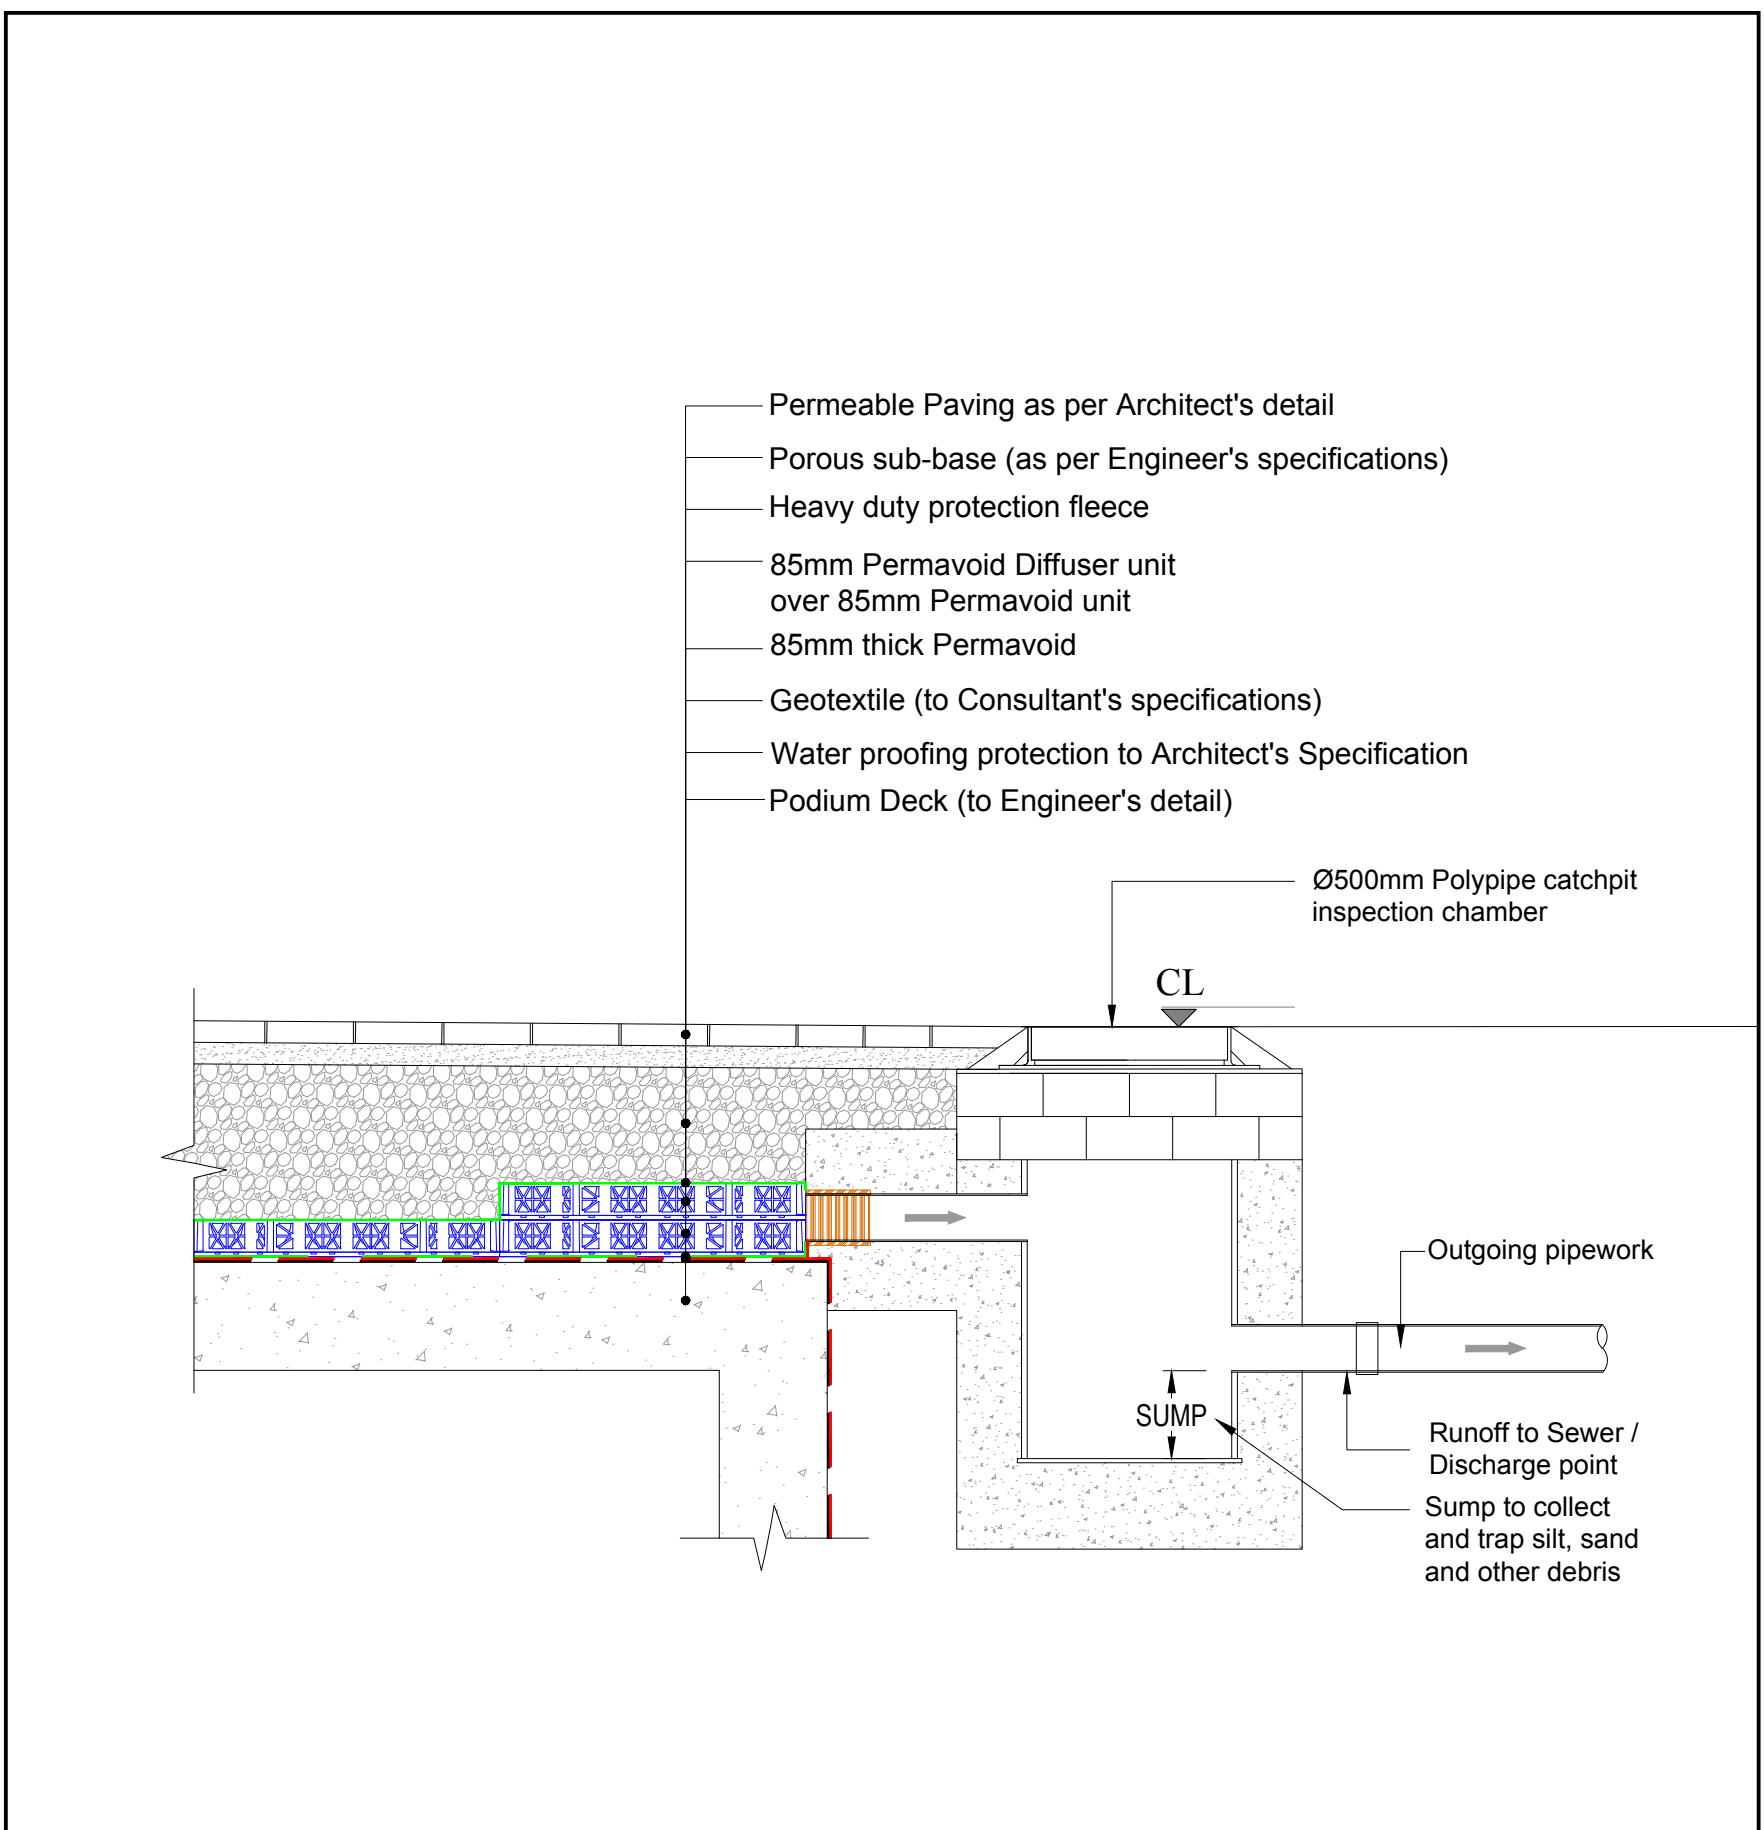 Permeable Paving as per Architect's detail
Porous sub-base (as per Engineer's specifications)
Heavy duty protection fleece
85mm Permavoid Diffuser unit
over 85mm Permavoid unit
85mm thick Permavoid
Geotextile (to Consultant's specifications)
Water proofing protection to Architect's Specification
Podium Deck (to Engineer's detail)
Ø500mm Polypipe catchpit
inspection chamber
CL
Outgoing pipework
SUMP
Runoff to Sewer /
Discharge point
Sump to collect
and trap silt, sand
and other debris